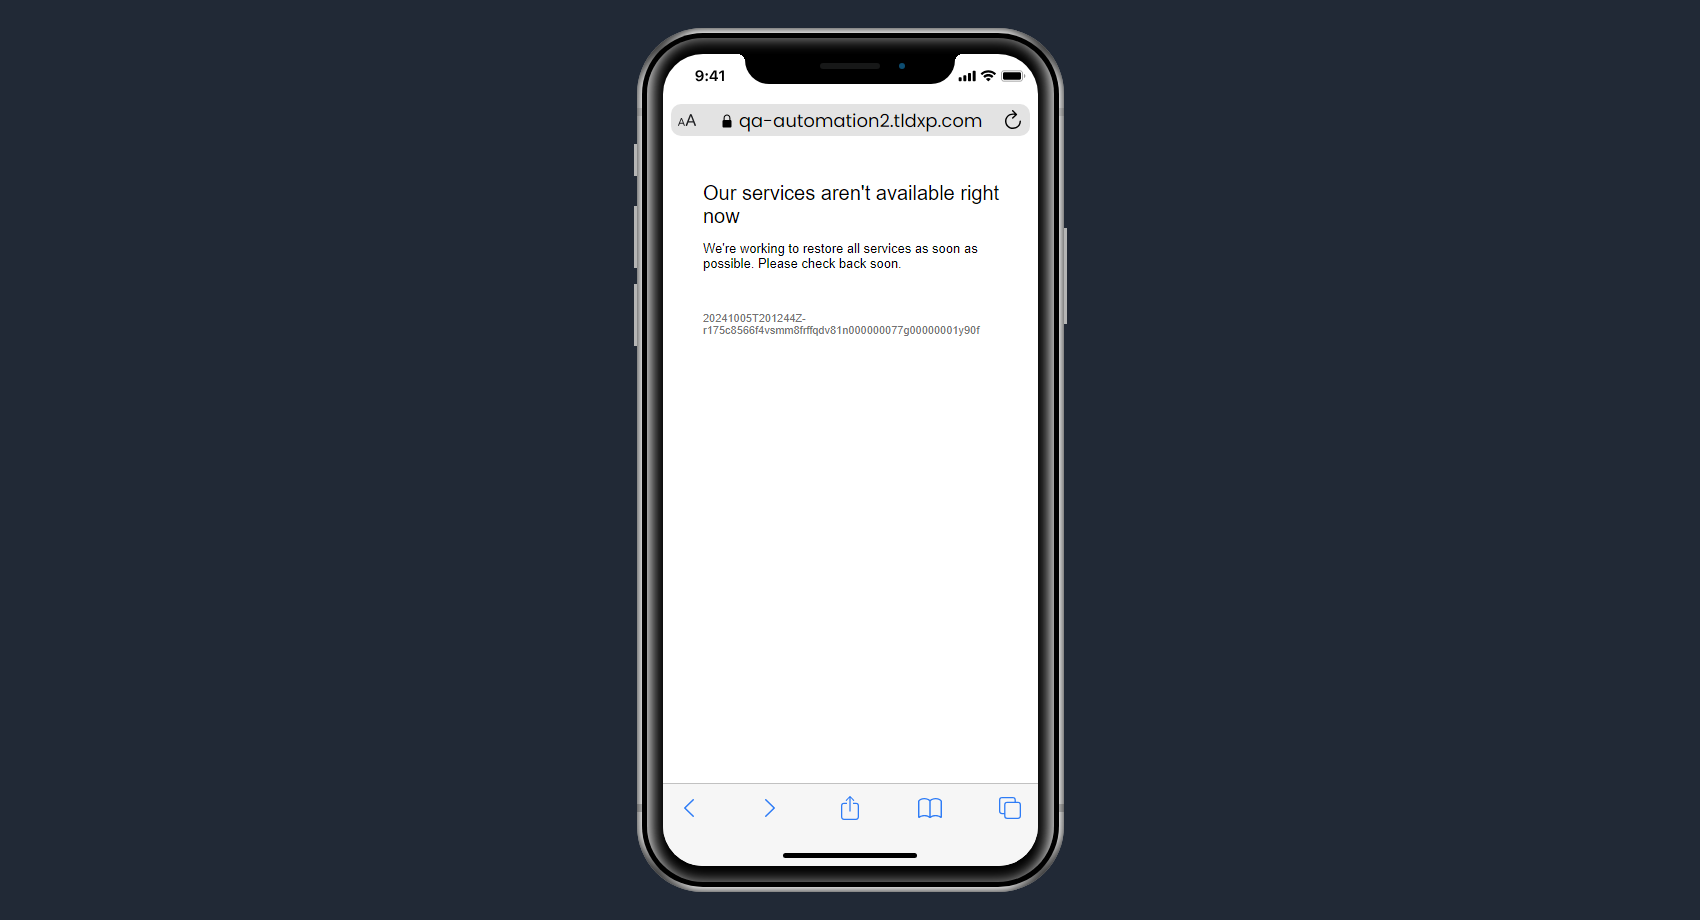 9:41
AA qa-automation2.tldxp.com
Our services aren't available right
now
We're working to restore all services as soon as
possible. Please check back soon.
20241005T201244Z-
r175c8566f4vsmm8frffqdv81n000000077g00000001y90f